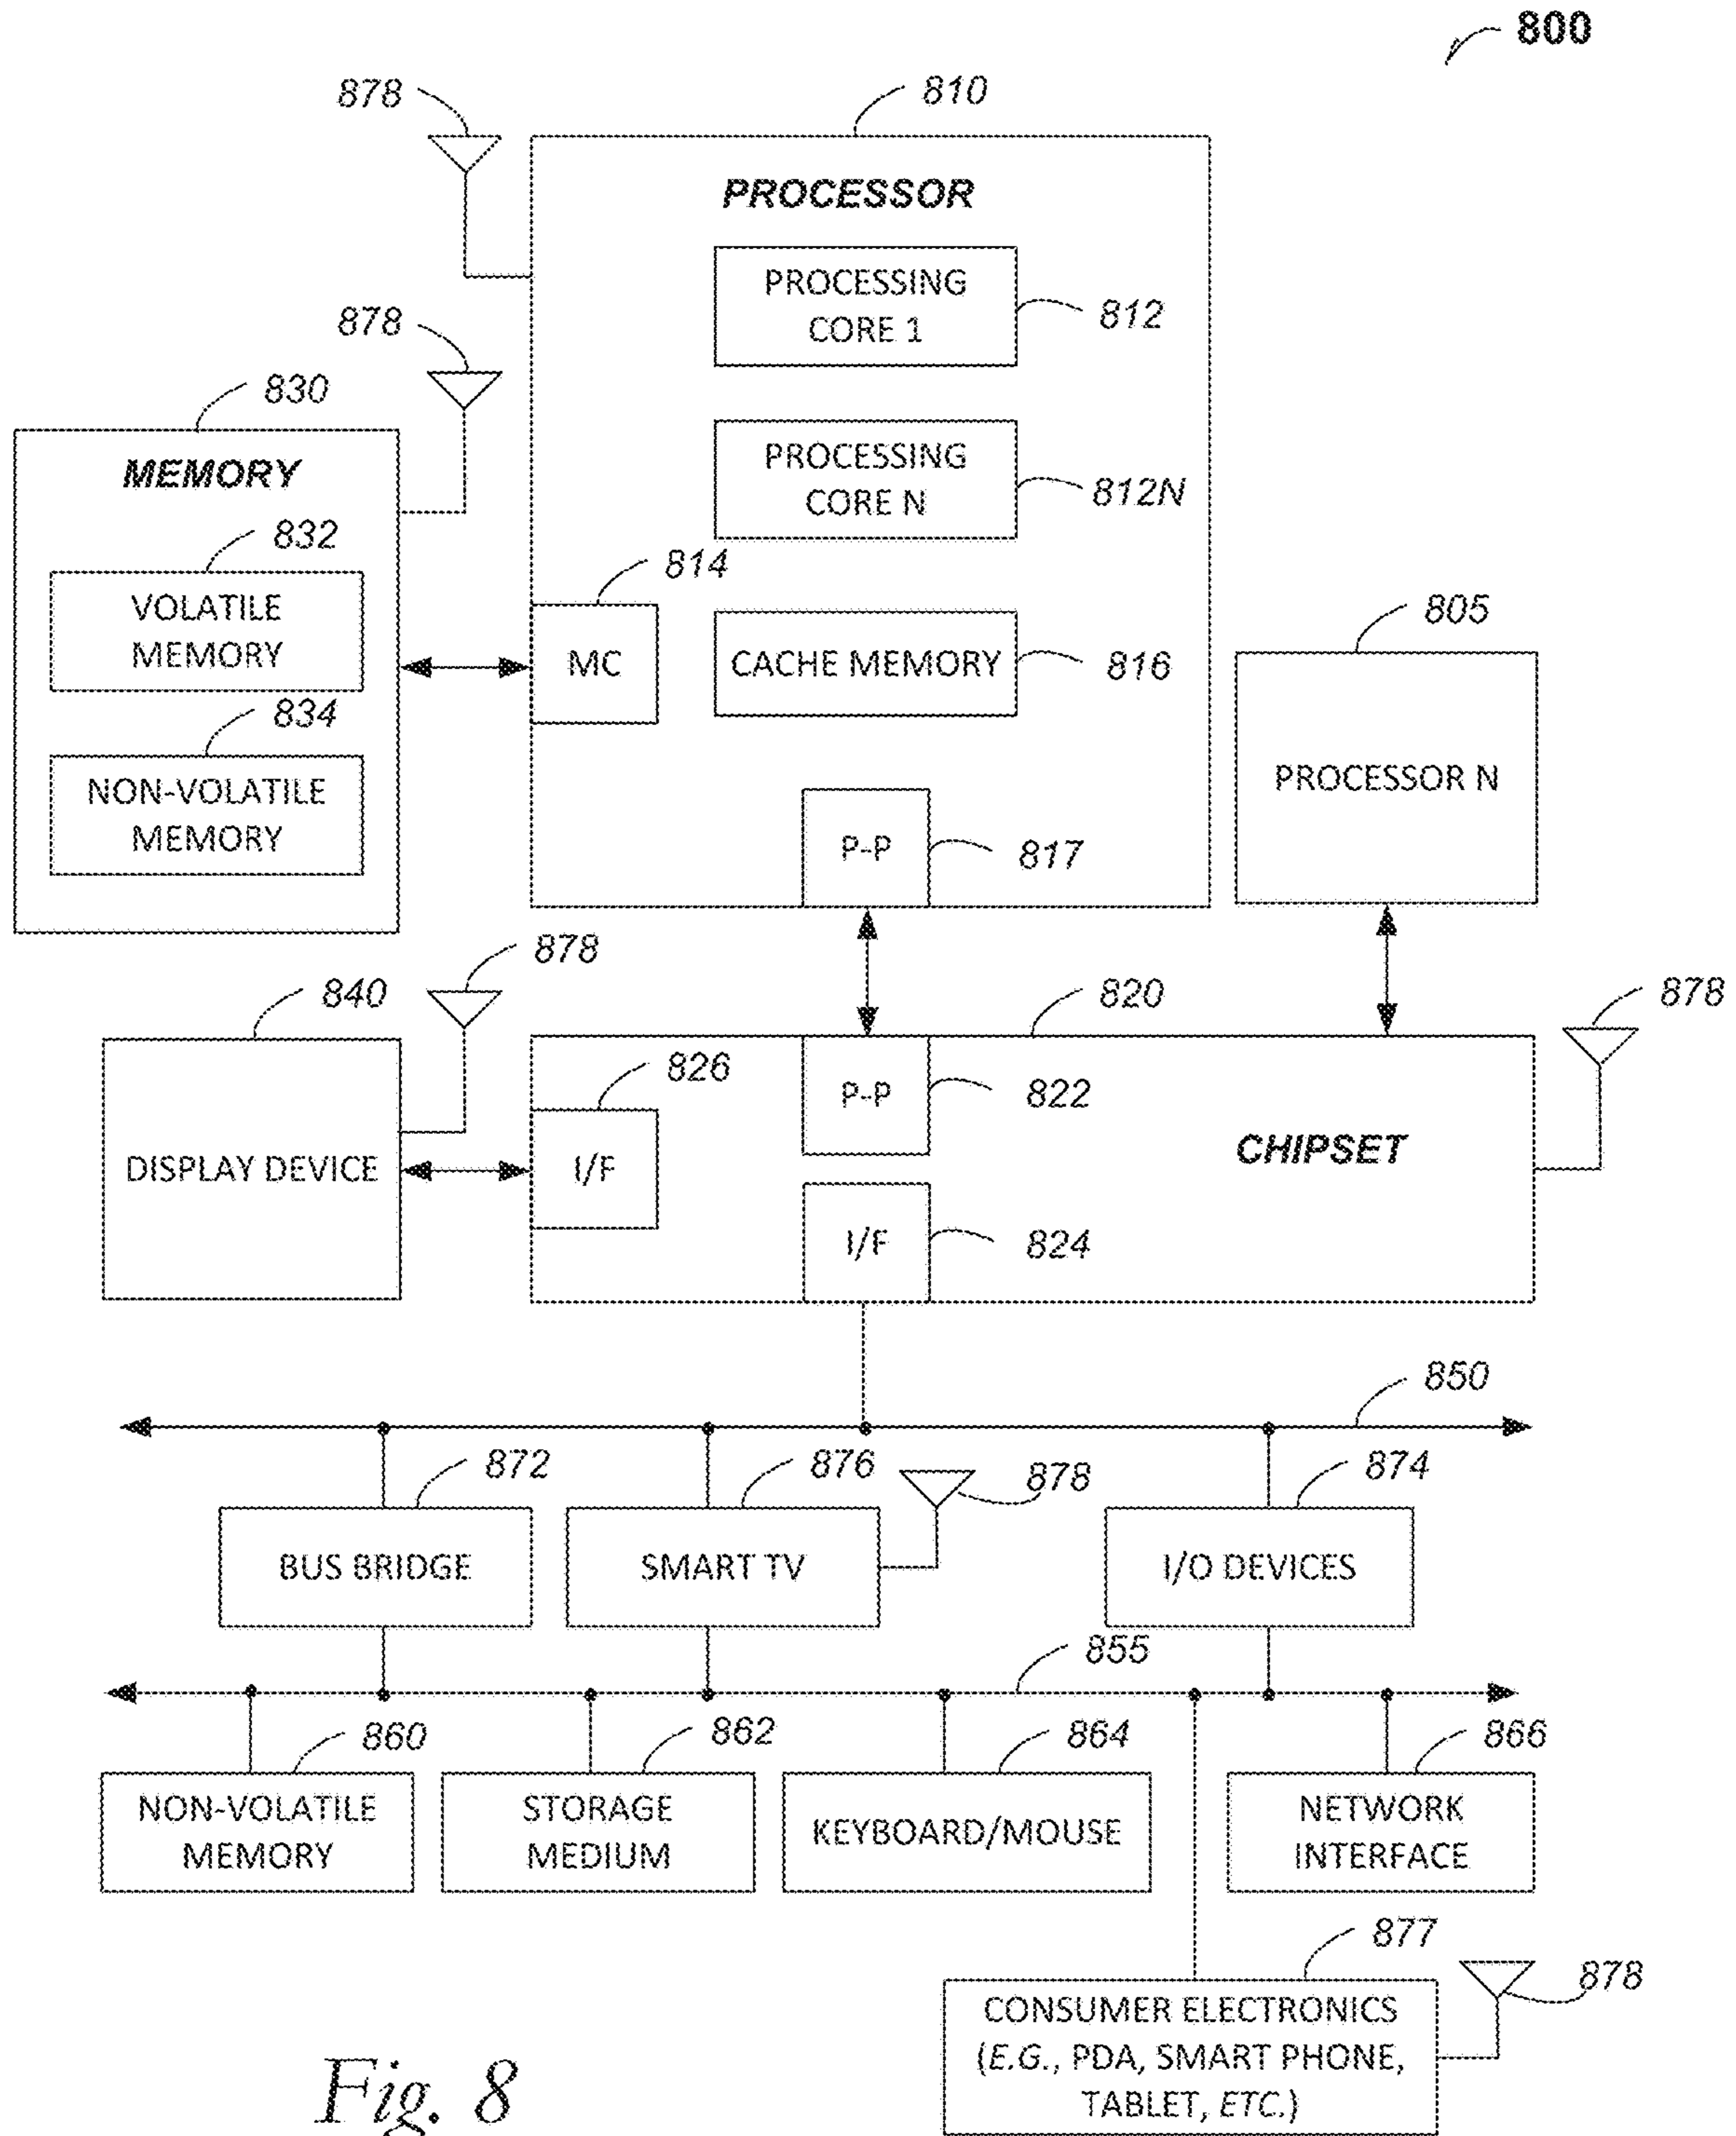 800
878
810
PROCESSOR
PROCESSING
CORE 1
812
878
830
MEMORY
PROCESSING
CORE N
812N
832
VOLATILE
MEMORY
814
MC
CACHE MEMORY
816
805
PROCESSOR N
834
NON-VOLATILE
MEMORY
P-P
817
878
840
DISPLAY DEVICE
820
878
826
I/F
P-P
822
CHIPSET
I/F
824
850
872
BUS BRIDGE
876
SMART TV
878
874
I/O DEVICES
855
860
NON-VOLATILE
MEMORY
862
STORAGE
MEDIUM
864
KEYBOARD/MOUSE
866
NETWORK
INTERFACE
877
CONSUMER ELECTRONICS
(E.G., PDA, SMART PHONE,
TABLET, ETC.)
878
Fig. 8